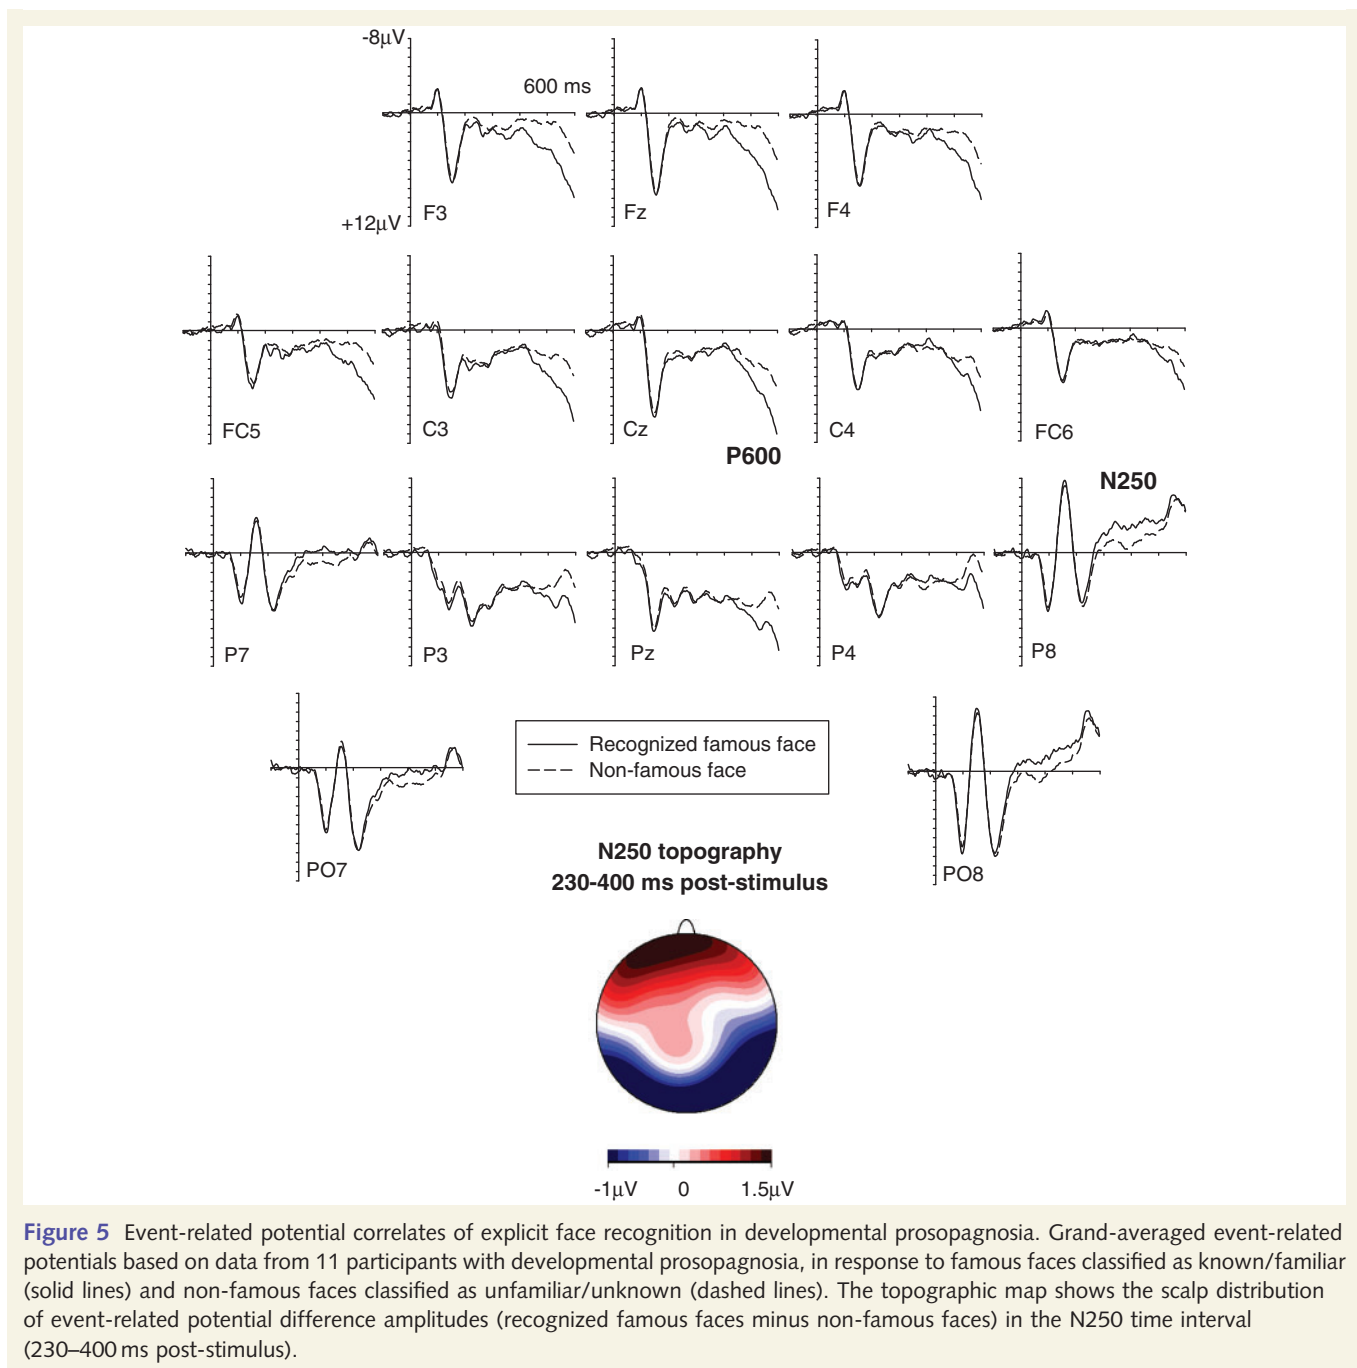 -8µV
600 ms
+12µV
F3
Fz
F4
FC5
C3
Cz
C4
FC6
P600
N250
P7
P3
Pz
P4
P8
Recognized famous face
Non-famous face
PO7
PO8
N250 topography
230-400 ms post-stimulus
-1µV 0 1.5µV
Figure 5 Event-related potential correlates of explicit face recognition in developmental prosopagnosia. Grand-averaged event-related
potentials based on data from 11 participants with developmental prosopagnosia, in response to famous faces classified as known/familiar
(solid lines) and non-famous faces classified as unfamiliar/unknown (dashed lines). The topographic map shows the scalp distribution
of event-related potential difference amplitudes (recognized famous faces minus non-famous faces) in the N250 time interval
(230–400 ms post-stimulus).